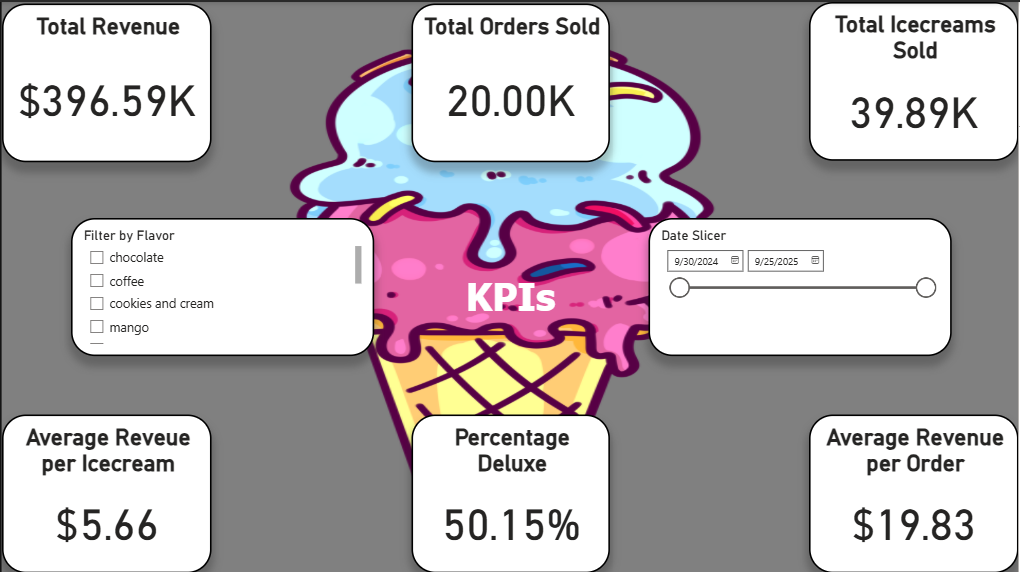 Total Revenue
$396.59K
Total Orders Sold
20.00K
Total Icecreams
Sold
39.89K
Filter by Flavor
chocolate
coffee
cookies and cream
mango
KPIs
Date Slicer
9/30/2024
9/25/2025
Average Reveue
per Icecream
$5.66
Percentage
Deluxe
50.15%
Average Revenue
per Order
$19.83